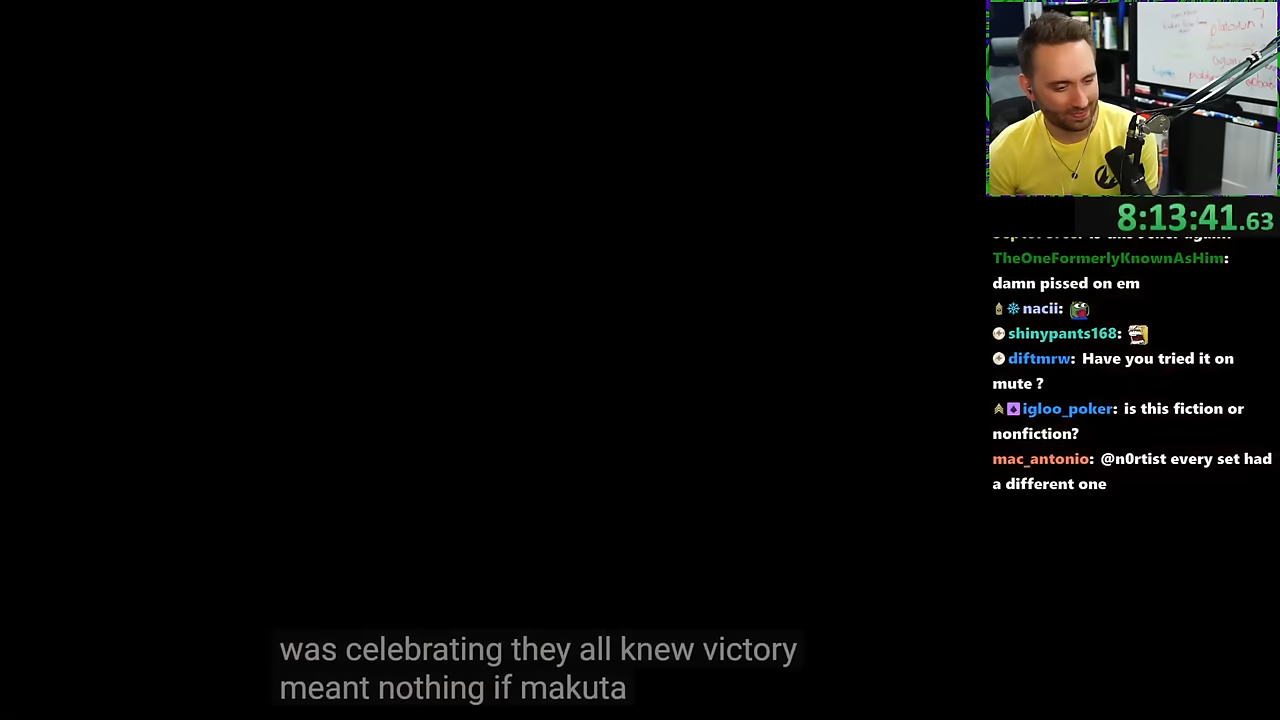 platonun?
8:13:41.63
TheOneFormerlyKnownAsHim:
damn pissed on em
nacii:
shinypants168:
diftmrw: Have you tried it on
mute ?
igloo_poker: is this fiction or
nonfiction?
mac_antonio: @n0rtist every set had
a different one
was celebrating they all knew victory
meant nothing if makuta